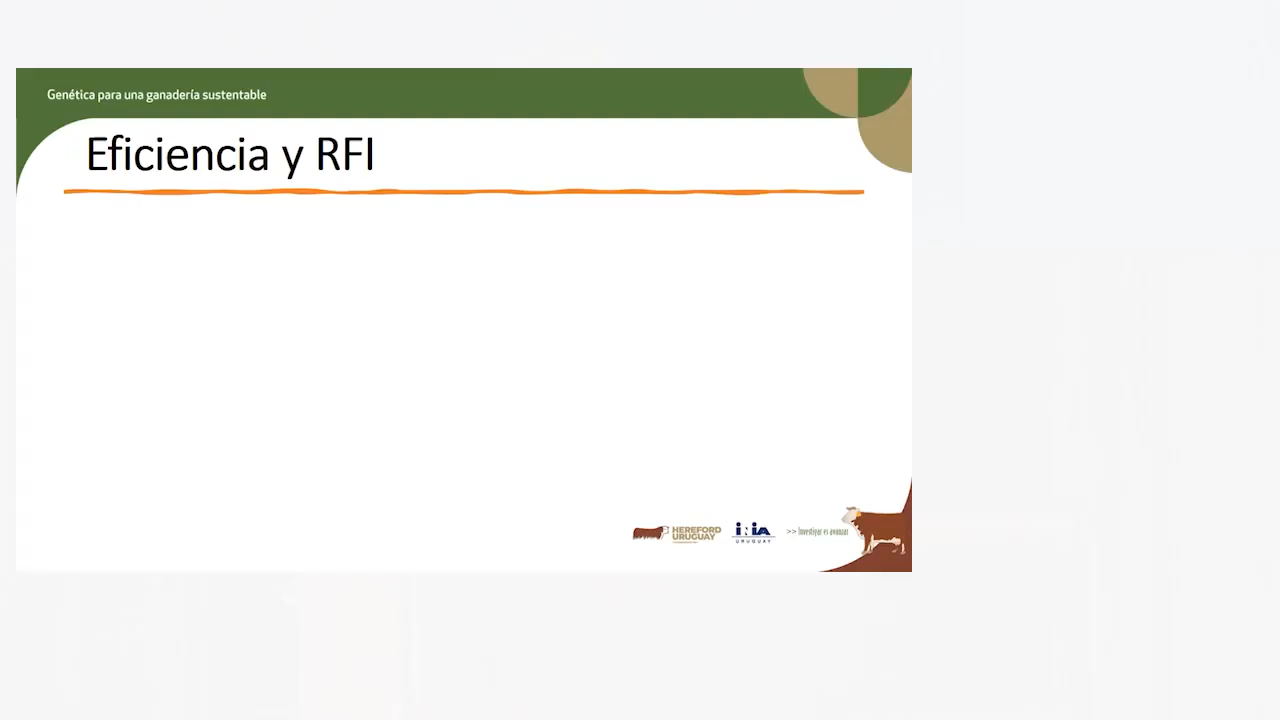 Genética para una ganadería sustentable
Eficiencia y RFI
HEREFORD
URUGUAY
INIA
URUGUAY
>> Investigar es avanzar